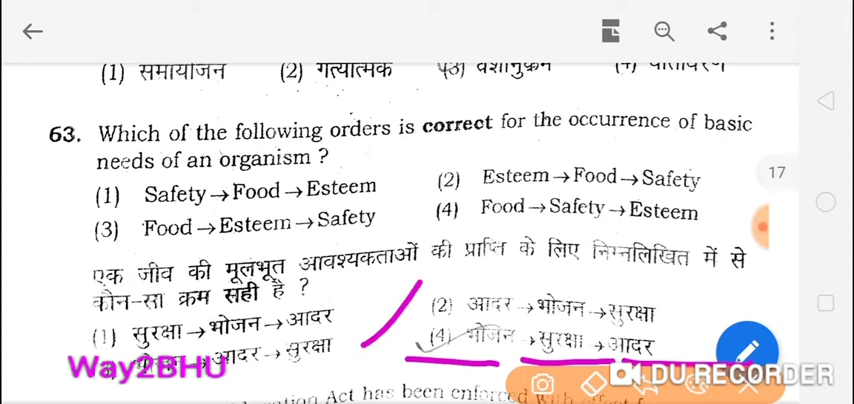 (1) समायोजन (2) गत्यात्मक
63. Which of the following orders is correct for the occurrence of basic
needs of an organism ?
(1) Safety → Food → Esteem (2) Esteem → Food → Safety
(3) Food → Esteem → Safety (4) Food → Safety → Esteem
17
एक जीव की मूलभूत आवश्यकताओं की प्राप्ति के लिए निम्नलिखित में से
कौन-सा क्रम सही है ?
(1) सुरक्षा → भोजन → आदर (2) आदर → भोजन → सुरक्षा
→ आदर → सुरक्षा (4) भोजन → सुरक्षा → आदर
Way2BHU
DU RECORDER
Act has been enforced with effect f